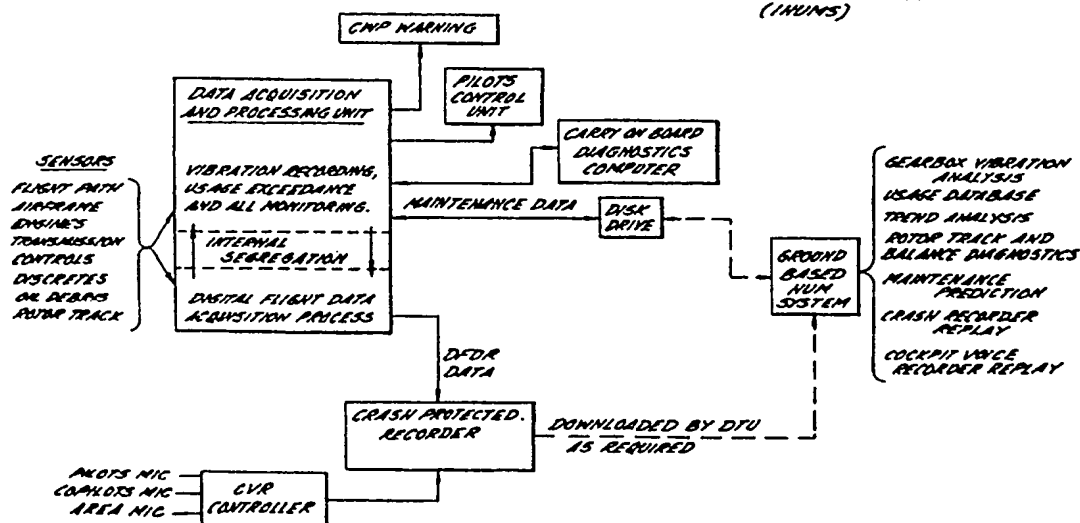 (IHUMS)
CWP WARNING
DATA ACQUISITION
AND PROCESSING UNIT
PILOTS
CONTROL
UNIT
CARRY ON BOARD
DIAGNOSTICS
COMPUTER
SENSORS
FLIGHT PATH
AIRFRAME
ENGINE'S
TRANSMISSION
CONTROLS
DISCRETES
OIL DEBRIS
ROTOR TRACK
VIBRATION RECORDING,
USAGE EXCEEDANCE
AND ALL MONITORING.
INTERNAL
SEGREGATION
DIGITAL FLIGHT DATA
ACQUISITION PROCESS
MAINTENANCE DATA
DISK
DRIVE
GROUND
BASED
HUM
SYSTEM
GEARBOX VIBRATION
ANALYSIS
USAGE DATABASE
TREND ANALYSIS
ROTOR TRACK AND
BALANCE DIAGNOSTICS
MAINTENANCE
PREDICTION
CRASH RECORDER
REPLAY
COCKPIT VOICE
RECORDER REPLAY
DFDR
DATA
CRASH PROTECTED.
RECORDER
DOWNLOADED BY DTU
AS REQUIRED
PILOTS MIC
COPILOTS MIC
AREA MIC
CVR
CONTROLLER